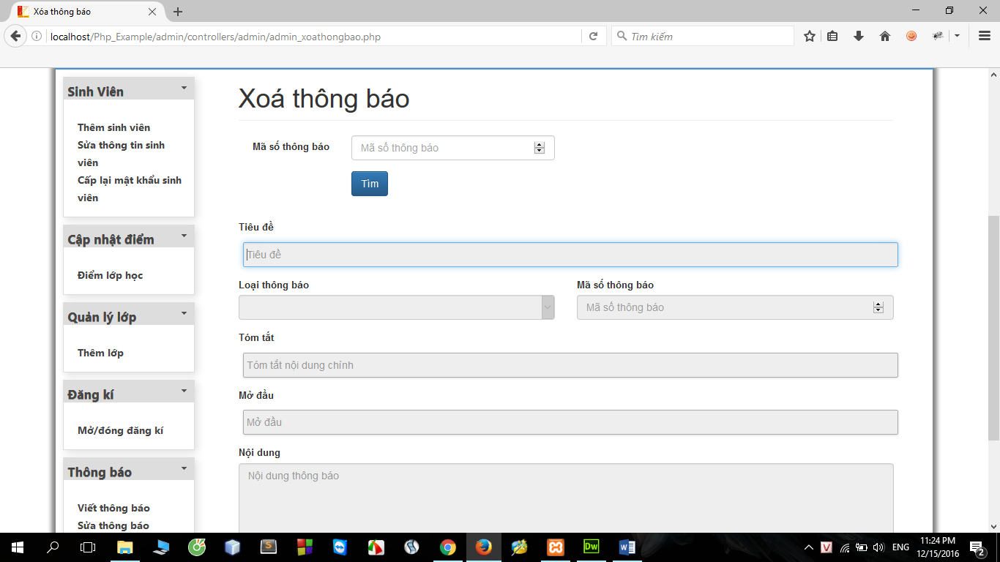 Xóa thông báo
localhost/Php_Example/admin/controllers/admin/admin_xoathongbao.php
Tìm kiếm
Sinh Viên
Thêm sinh viên
Sửa thông tin sinh
viên
Cấp lại mật khẩu sinh
viên
Cập nhật điểm
Điểm lớp học
Quản lý lớp
Thêm lớp
Đăng kí
Mở/đóng đăng kí
Thông báo
Viết thông báo
Sửa thông báo
Xoá thông báo
Mã số thông báo
Mã số thông báo
Tìm
Tiêu đề
Tiêu đề
Loại thông báo
Mã số thông báo
Mã số thông báo
Tóm tắt
Tóm tắt nội dung chính
Mở đầu
Mở đầu
Nội dung
Nội dung thông báo
S
Dw
W
V
ENG
11:24 PM
12/15/2016
2